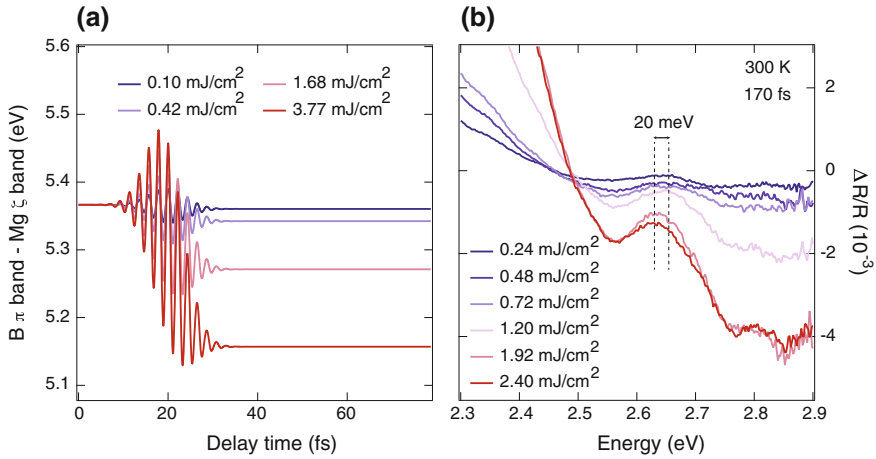 (a)
B π band - Mg ζ band (eV)
5.6
5.5
5.4
5.3
5.2
5.1
0.10 mJ/cm²
0.42 mJ/cm²
1.68 mJ/cm²
3.77 mJ/cm²
0
20
40
60
Delay time (fs)
(b)
300 K
170 fs
20 meV
0.24 mJ/cm²
0.48 mJ/cm²
0.72 mJ/cm²
1.20 mJ/cm²
1.92 mJ/cm²
2.40 mJ/cm²
2.3
2.4
2.5
2.6
2.7
2.8
2.9
Energy (eV)
2
0
-2
-4
Δ R/R (10⁻³)